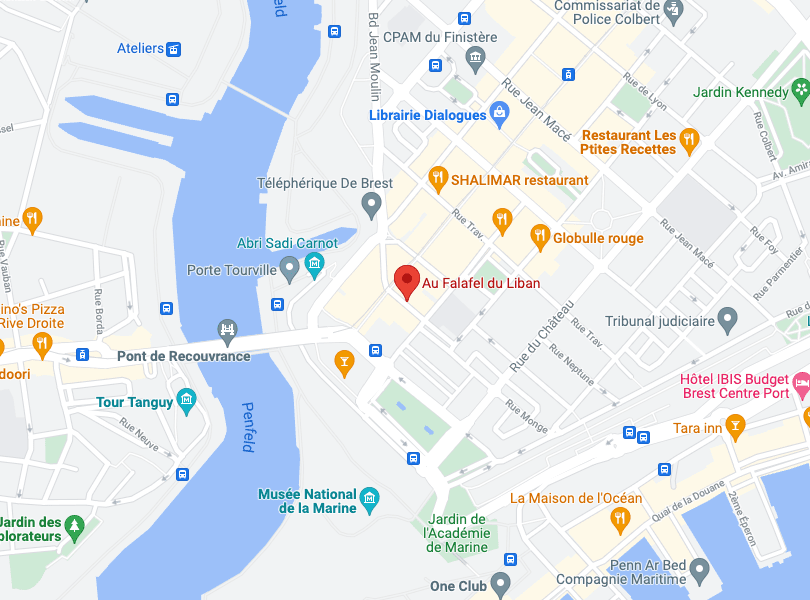 feld
Commissariat de
Police Colbert
Bd Jean Moulin
CPAM du Finistère
Ateliers
Rue Jean Macé
Rue de Lyon
Jardin Kennedy
Librairie Dialogues
Rue Colbert
Restaurant Les
Ptites Recettes
Av. Amir
Téléphérique De Brest
SHALIMAR restaurant
Rue Trav.
Globulle rouge
Rue Jean Macé
Rue Foy
Rue Parmentier
Abri Sadi Carnot
Porte Tourville
Au Falafel du Liban
Rue Vauban
Rue Borda
ino's Pizza
Rive Droite
Rue du Château
Rue Trav.
Tribunal judiciaire
Rue d
Pont de Recouvrance
doori
Rue Neptune
Hôtel IBIS Budget
Brest Centre Port
Tour Tanguy
Rue Neuve
Penfeld
Rue Monge
Tara inn
Musée National
de la Marine
La Maison de l'Océan
Quai de la Douane
2ème Éperon
Jardin des
plorateurs
Jardin de
l'Académie
de Marine
One Club
Penn Ar Bed
Compagnie Maritime